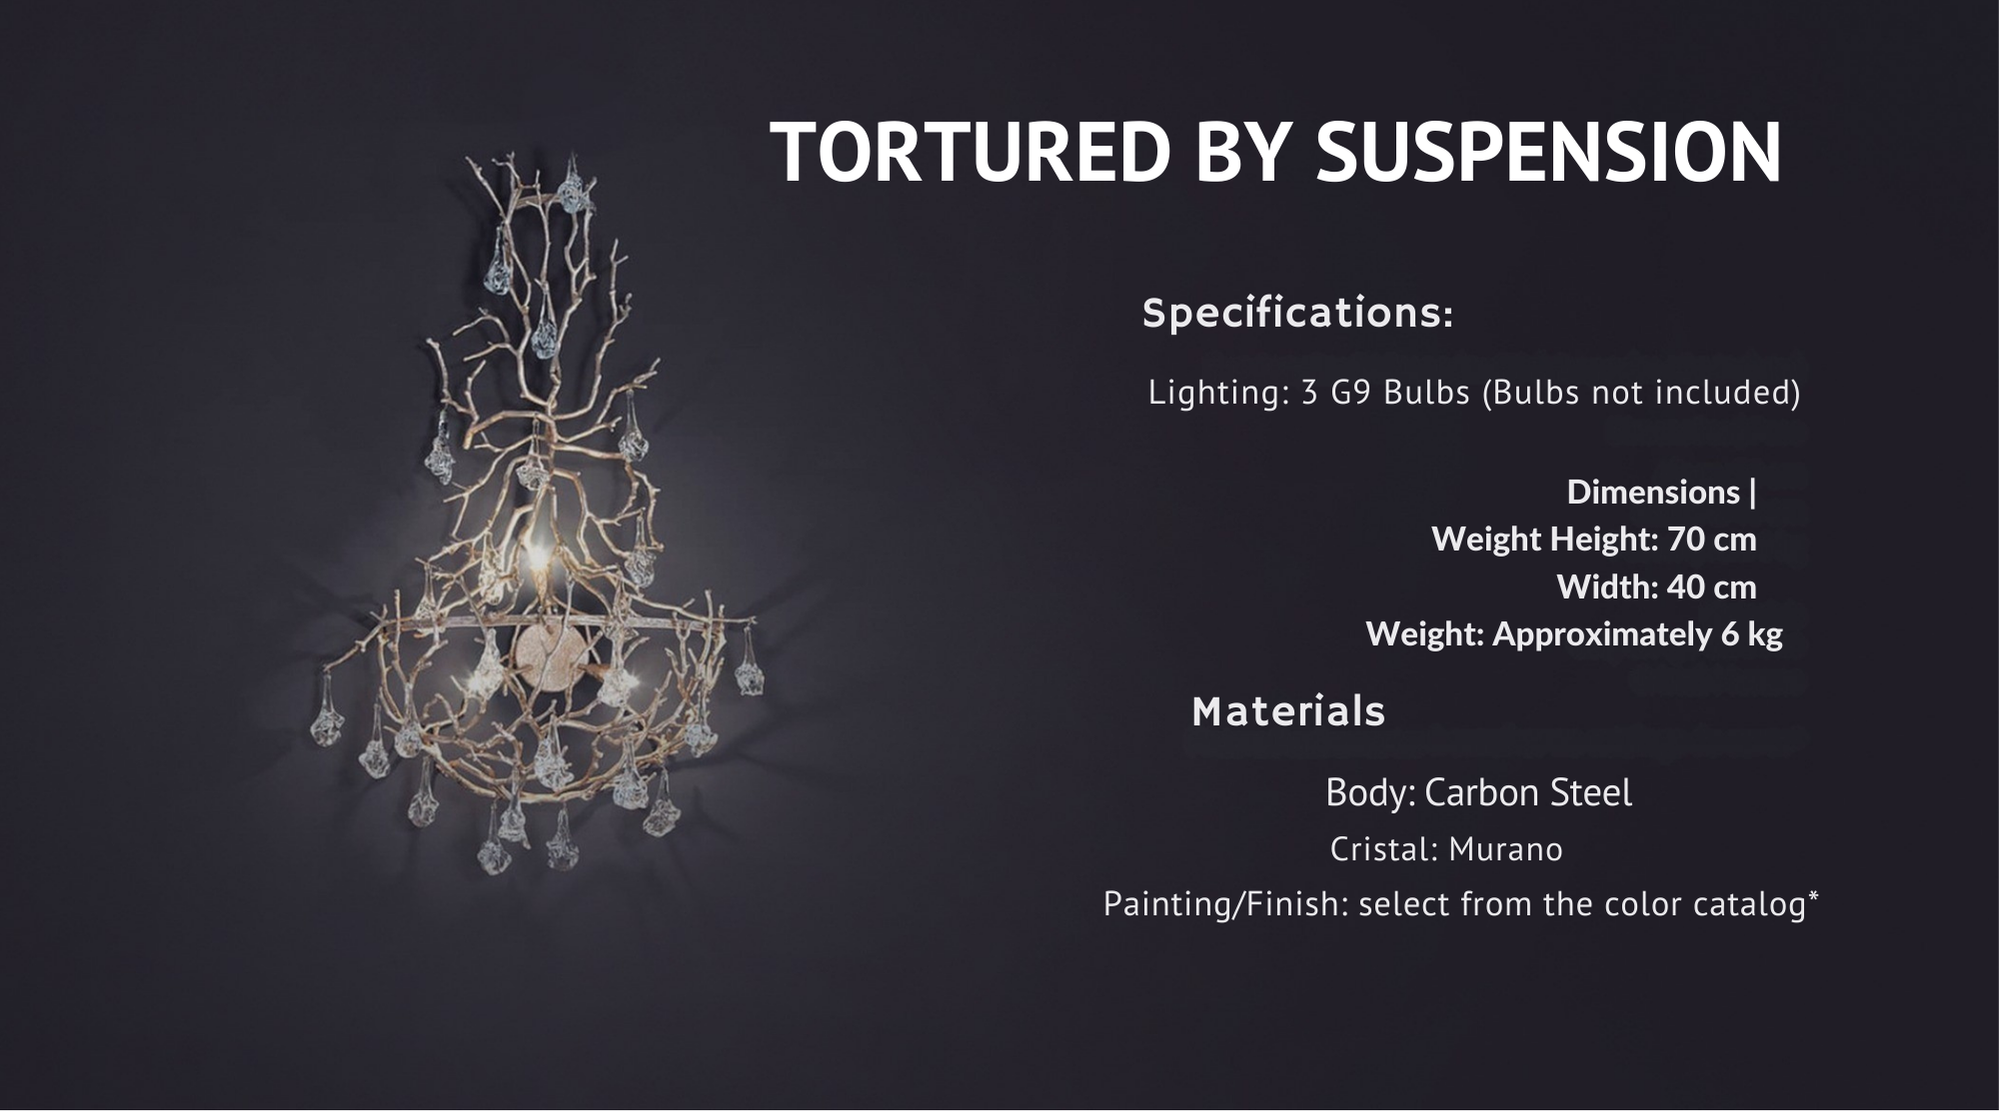 TORTURED BY SUSPENSION
Specifications:
Lighting: 3 G9 Bulbs (Bulbs not included)
Dimensions |
Weight Height: 70 cm
Width: 40 cm
Weight: Approximately 6 kg
Materials
Body: Carbon Steel
Cristal: Murano
Painting/Finish: select from the color catalog*